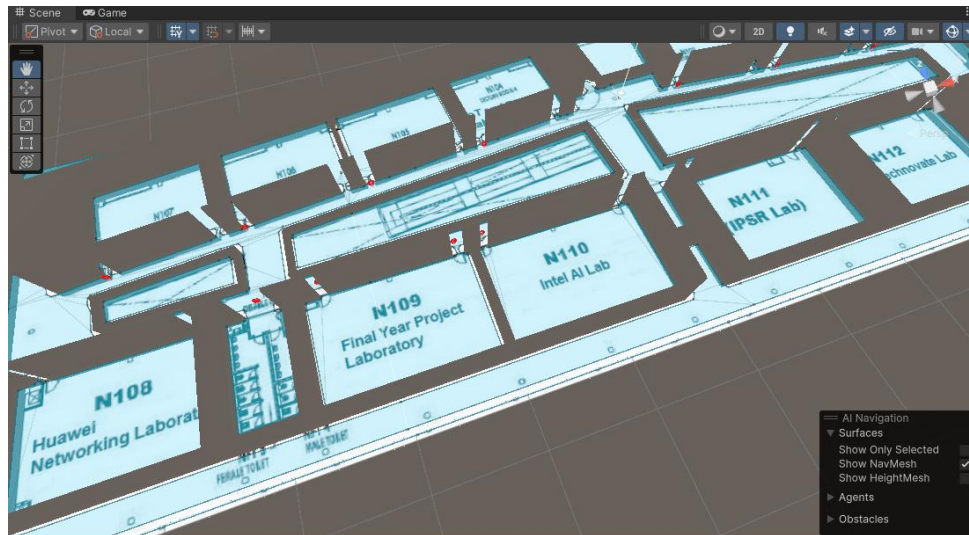 Scene Game
Pivot Local 2D
N104
N105
N106
N107
N112
echnovate Lab
N111
(IPSR Lab)
N110
Intel AI Lab
N109
Final Year Project
Laboratory
N108
Huawei
Networking Laborat
FEMALE TOILET
MALE TOILET
Persp
AI Navigation
Surfaces
Show Only Selected
Show NavMesh
Show HeightMesh
Agents
Obstacles